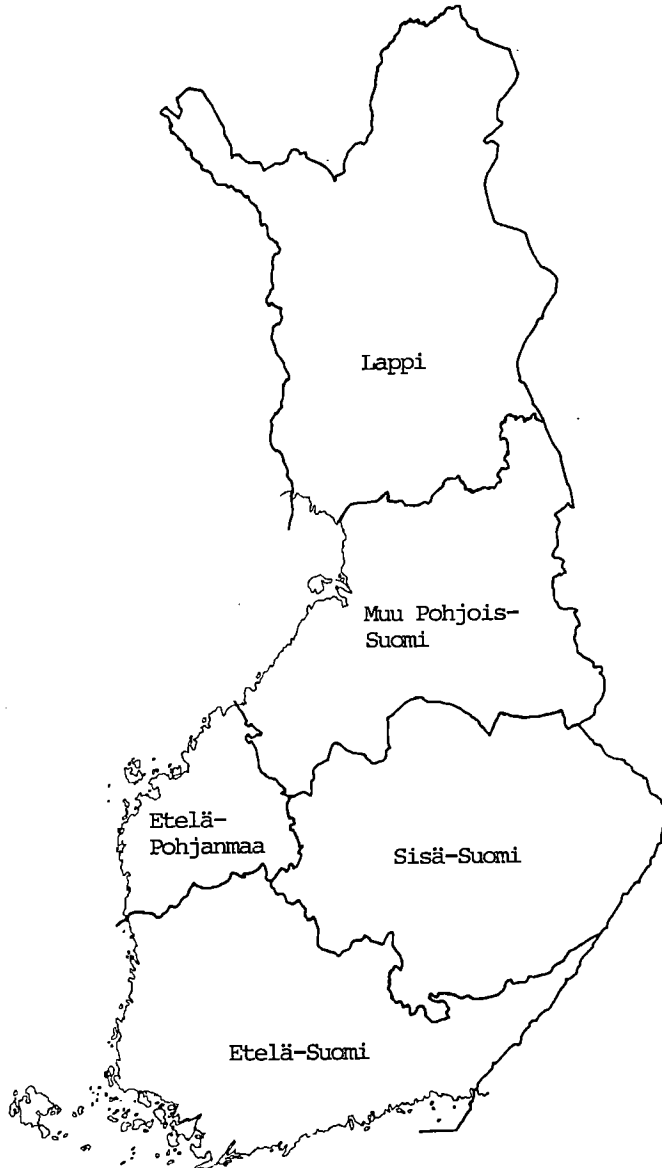 Lappi
Muu Pohjois-
Suomi
Etelä-
Pohjanmaa
Sisä-Suomi
Etelä-Suomi